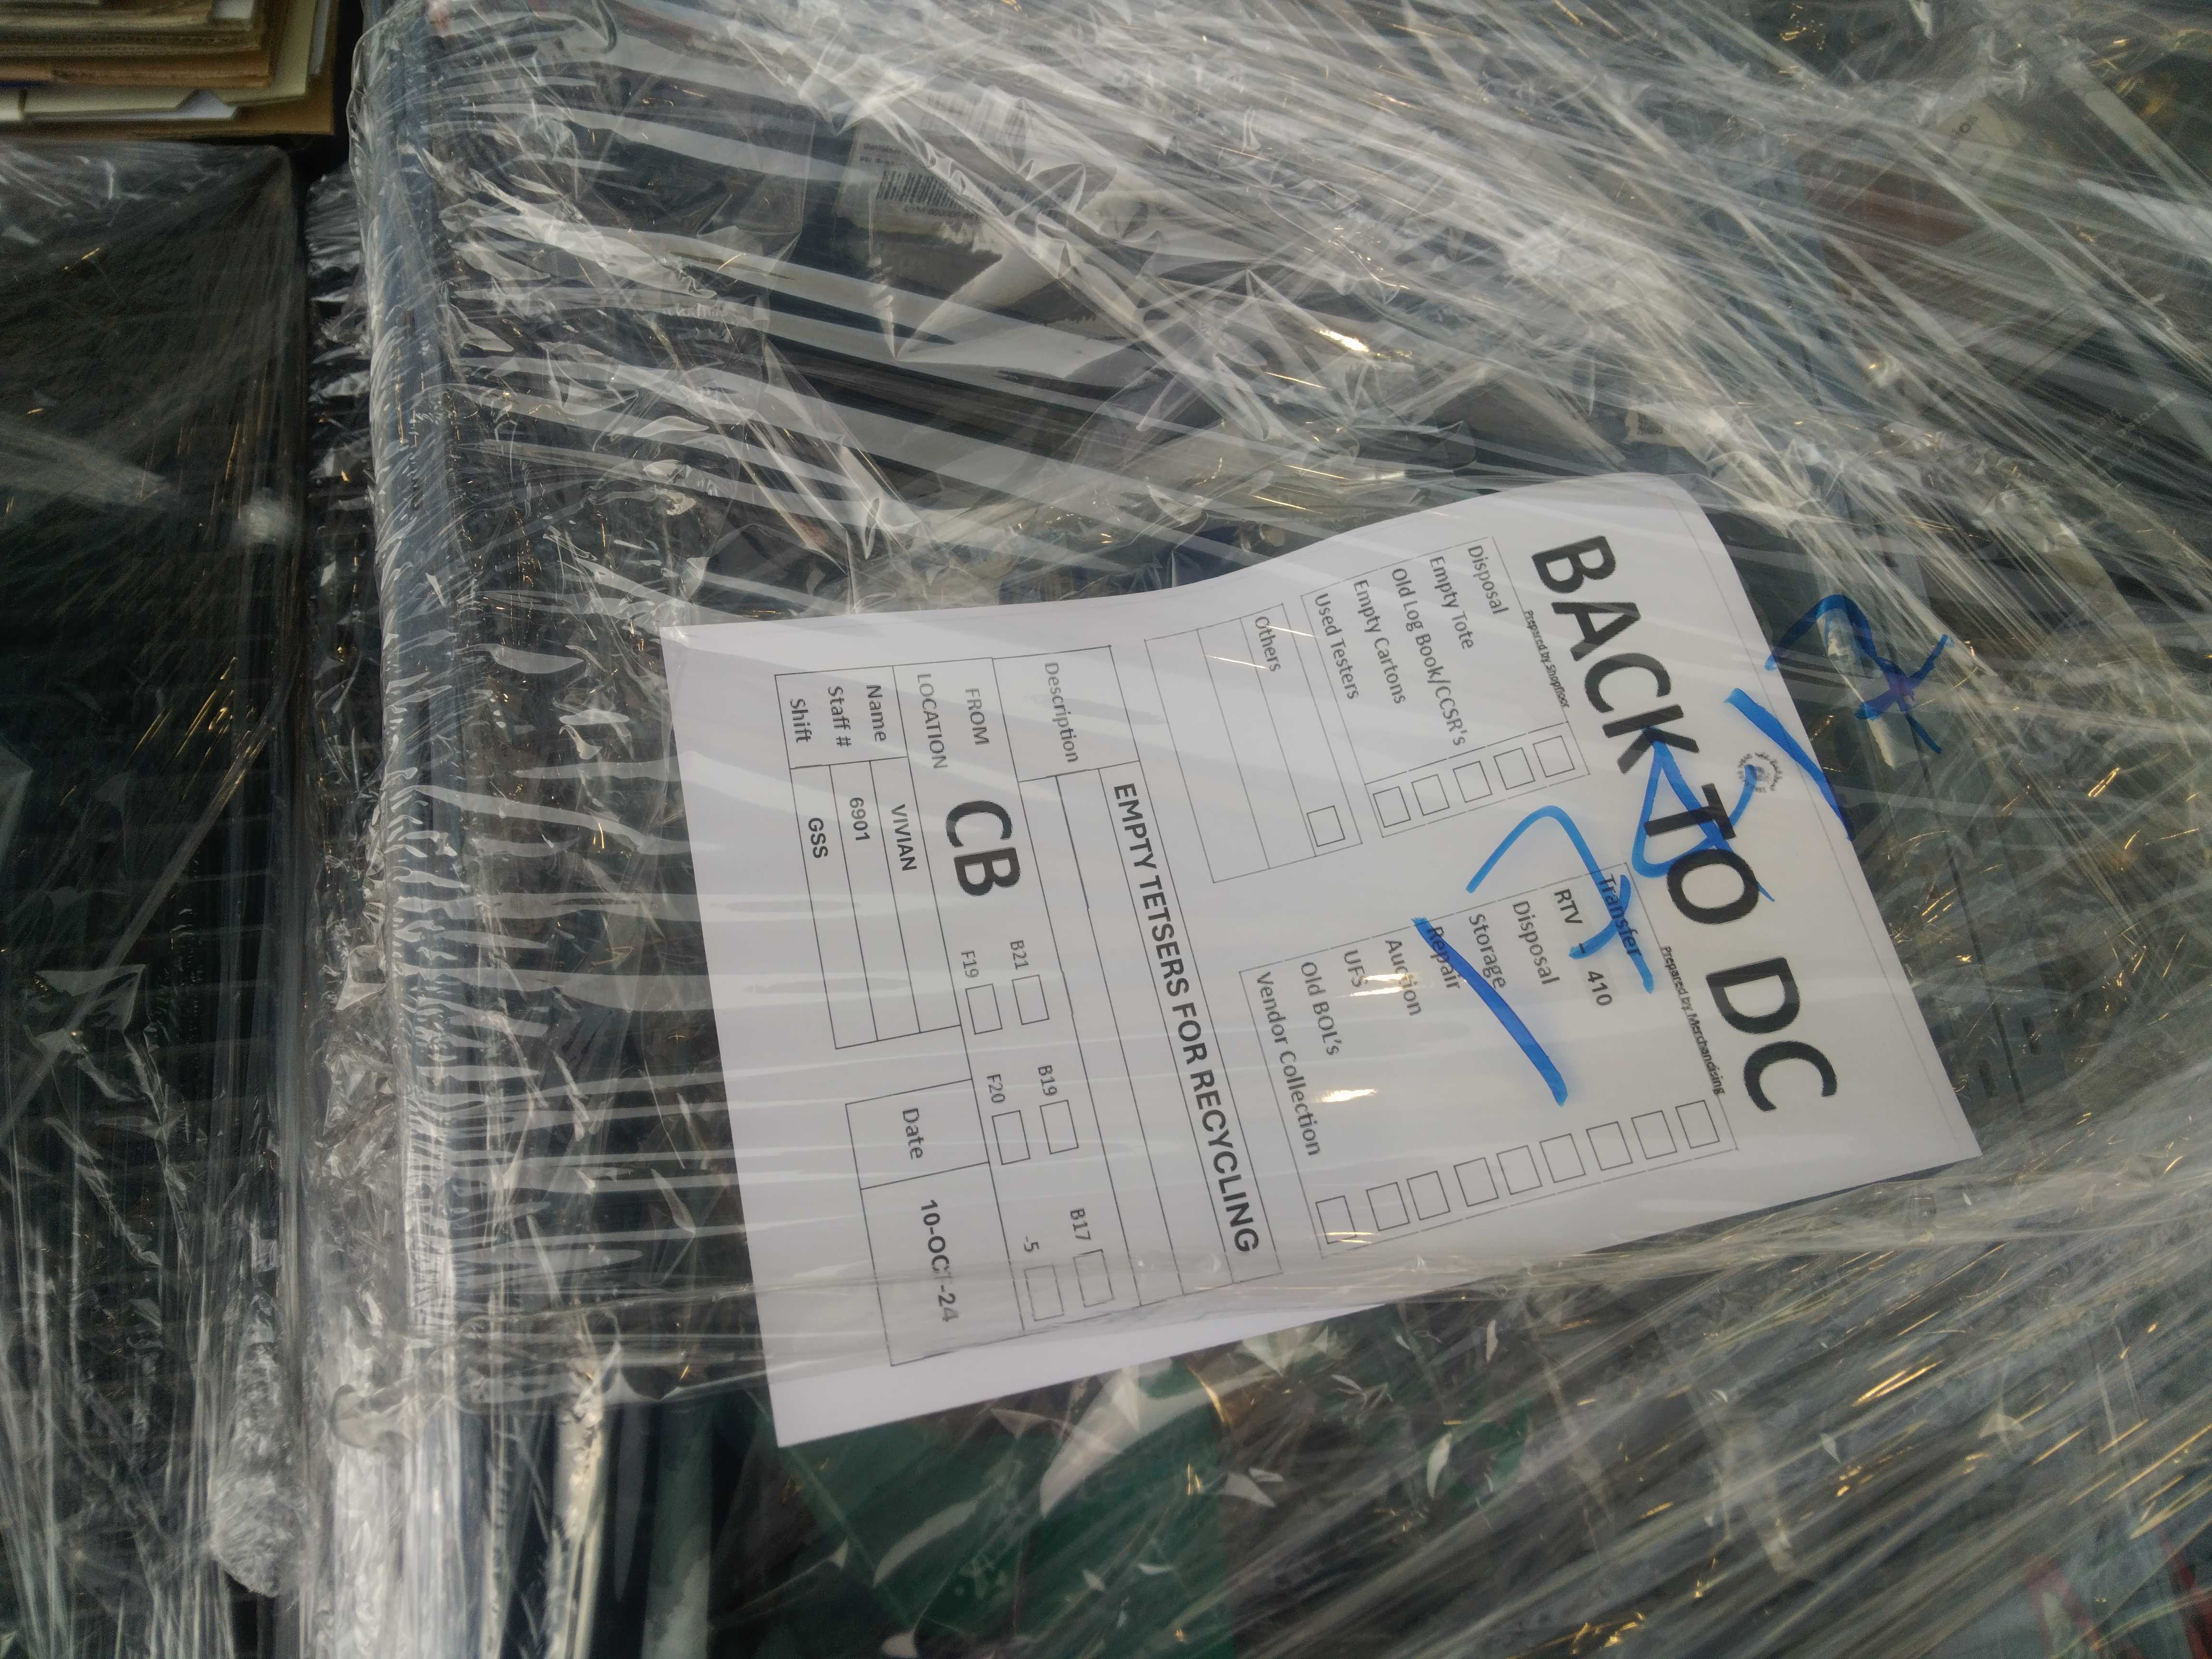 BACK TO DC
Prepared by Shopfloor
Disposal
Empty Tote
Old Log Book/CCSR's
Empty Cartons
Used Testers
Others
Prepared by Merchandising
Transfer
RTV - 410
Disposal
Storage
Repair
Auction
UFS
Old BOL's
Vendor Collection
Description
EMPTY TETSERS FOR RECYCLING
FROM LOCATION
CB
B21
B19
B17
F19
F20
-5
Name VIVIAN
Staff # 6901
Shift GSS
Date 10-OCT-24